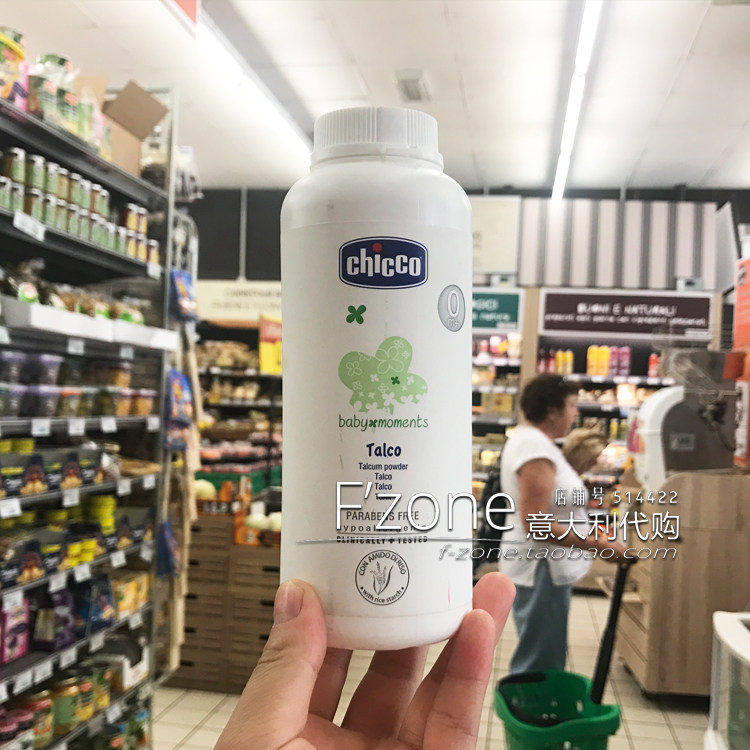 BUONI E NATURALI
chicco
0
baby moments
Talco
Talcum powder
Talco
Talco
PARABENS FREE
CLINICALLY + TESTED
CON AMIDO DI RISO
with rice starch
F'zone
店铺号 514422
意大利代购
f-zone.taobao.com